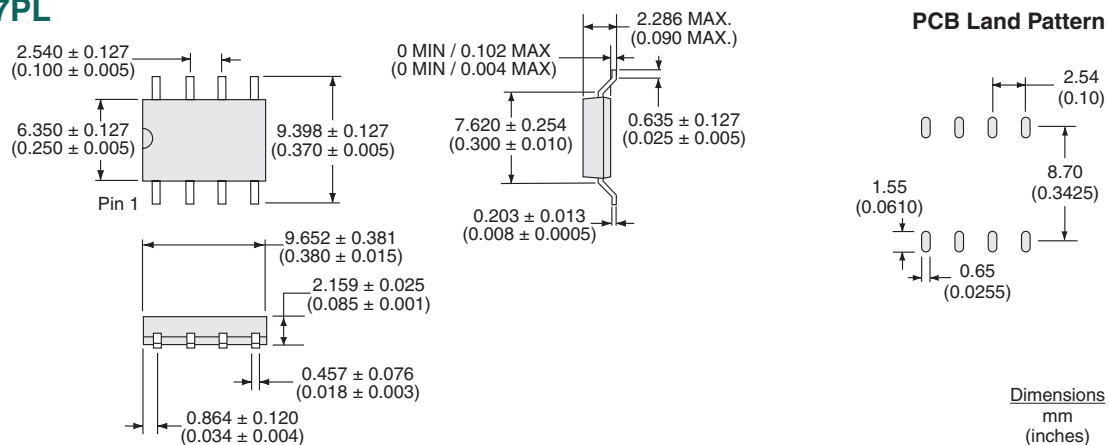 7PL
2.540 ± 0.127
(0.100 ± 0.005)
6.350 ± 0.127
(0.250 ± 0.005)
9.398 ± 0.127
(0.370 ± 0.005)
Pin 1
9.652 ± 0.381
(0.380 ± 0.015)
2.159 ± 0.025
(0.085 ± 0.001)
0.457 ± 0.076
(0.018 ± 0.003)
0.864 ± 0.120
(0.034 ± 0.004)
2.286 MAX.
(0.090 MAX.)
0 MIN / 0.102 MAX
(0 MIN / 0.004 MAX)
7.620 ± 0.254
(0.300 ± 0.010)
0.635 ± 0.127
(0.025 ± 0.005)
0.203 ± 0.013
(0.008 ± 0.0005)
PCB Land Pattern
2.54
(0.10)
8.70
(0.3425)
1.55
(0.0610)
0.65
(0.0255)
Dimensions
mm
(inches)